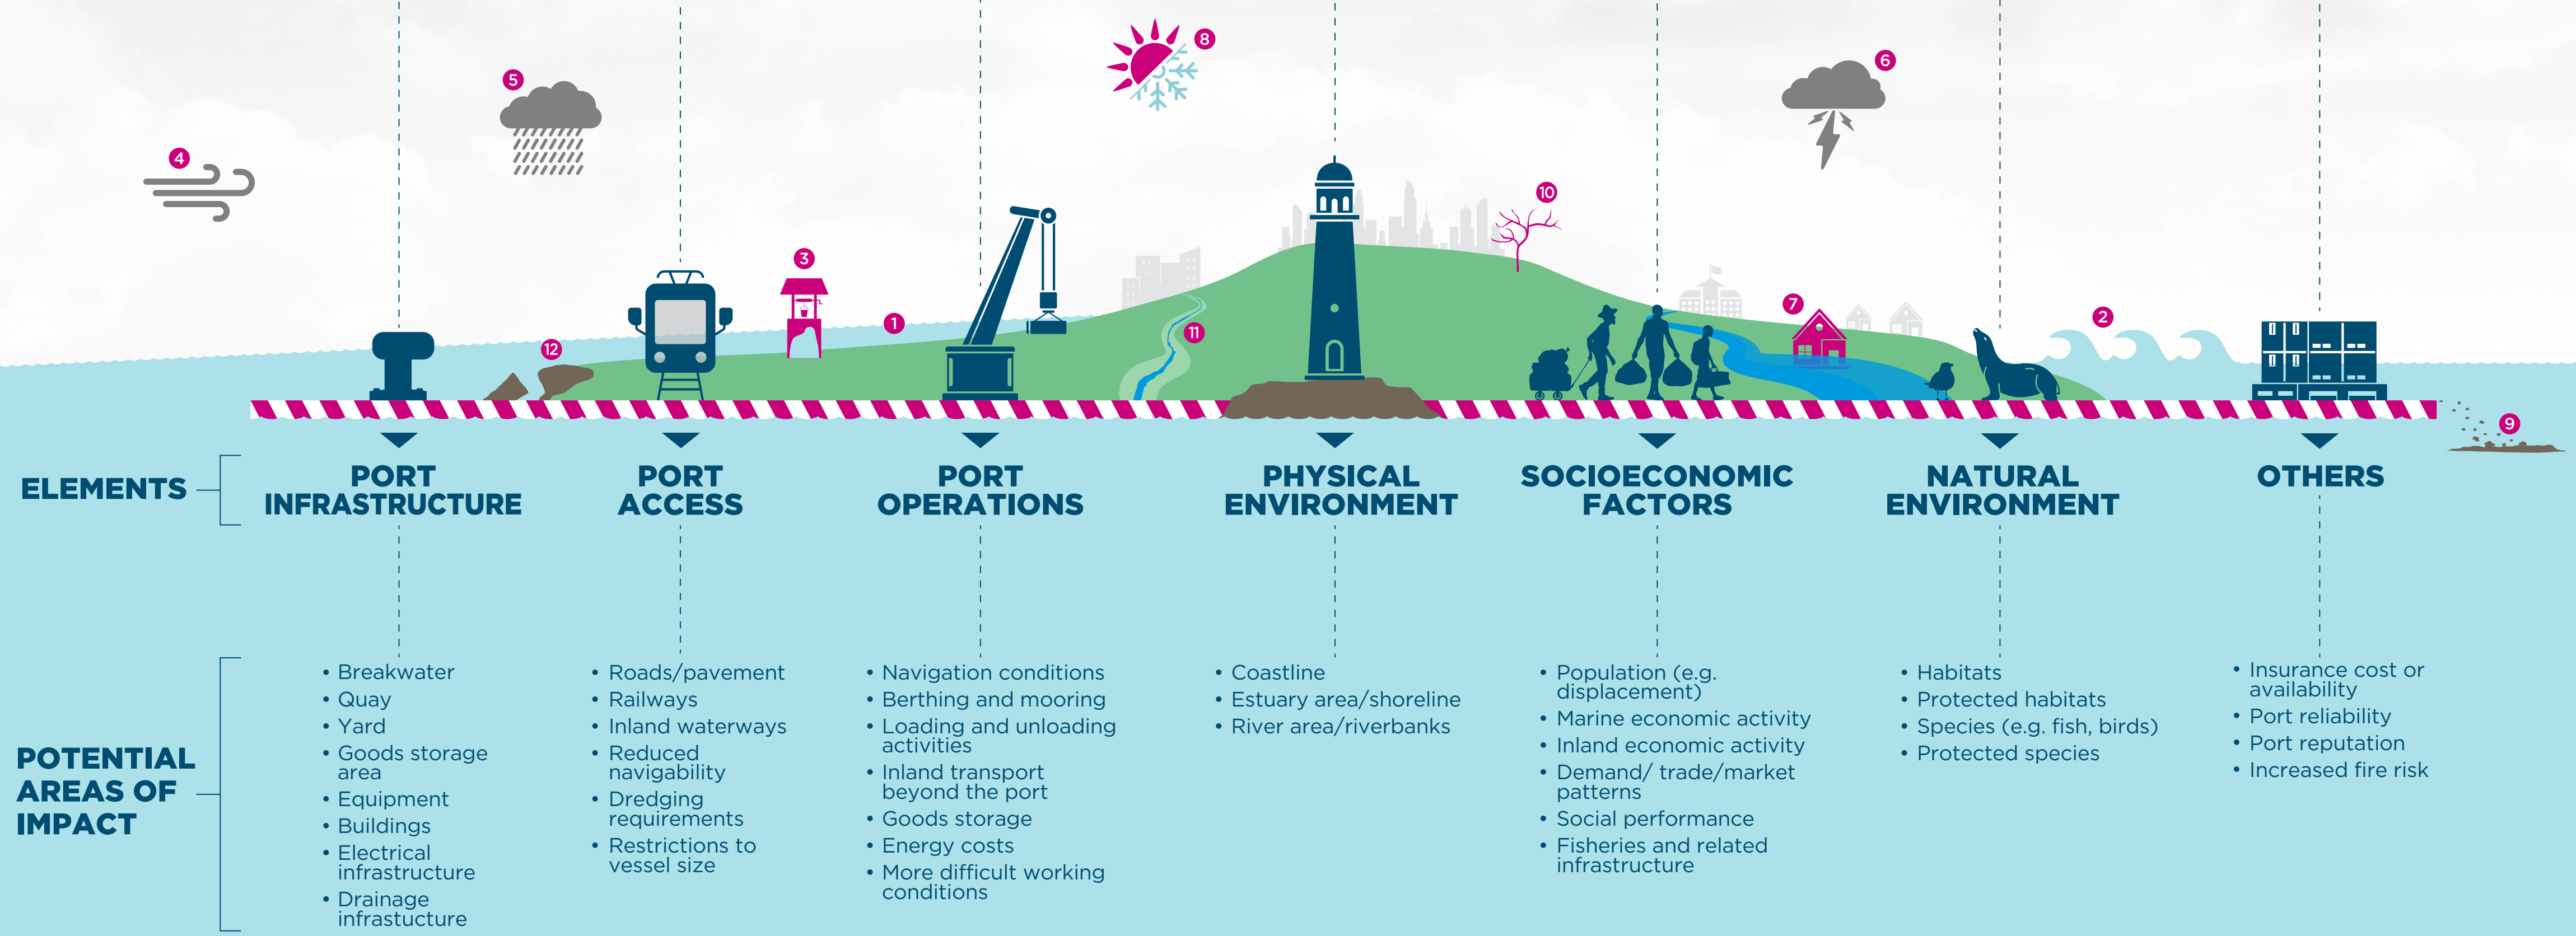 8
6
5
4
10
3
7
2
1
11
12
9
ELEMENTS
PORT
INFRASTRUCTURE
PORT
ACCESS
PORT
OPERATIONS
PHYSICAL
ENVIRONMENT
SOCIOECONOMIC
FACTORS
NATURAL
ENVIRONMENT
OTHERS
POTENTIAL
AREAS OF
IMPACT
• Breakwater
• Quay
• Yard
• Goods storage
area
• Equipment
• Buildings
• Electrical
infrastructure
• Drainage
infrastucture
• Roads/pavement
• Railways
• Inland waterways
• Reduced
navigability
• Dredging
requirements
• Restrictions to
vessel size
• Navigation conditions
• Berthing and mooring
• Loading and unloading
activities
• Inland transport
beyond the port
• Goods storage
• Energy costs
• More difficult working
conditions
• Coastline
• Estuary area/shoreline
• River area/riverbanks
• Population (e.g.
displacement)
• Marine economic activity
• Inland economic activity
• Demand/ trade/market
patterns
• Social performance
• Fisheries and related
infrastructure
• Habitats
• Protected habitats
• Species (e.g. fish, birds)
• Protected species
• Insurance cost or
availability
• Port reliability
• Port reputation
• Increased fire risk